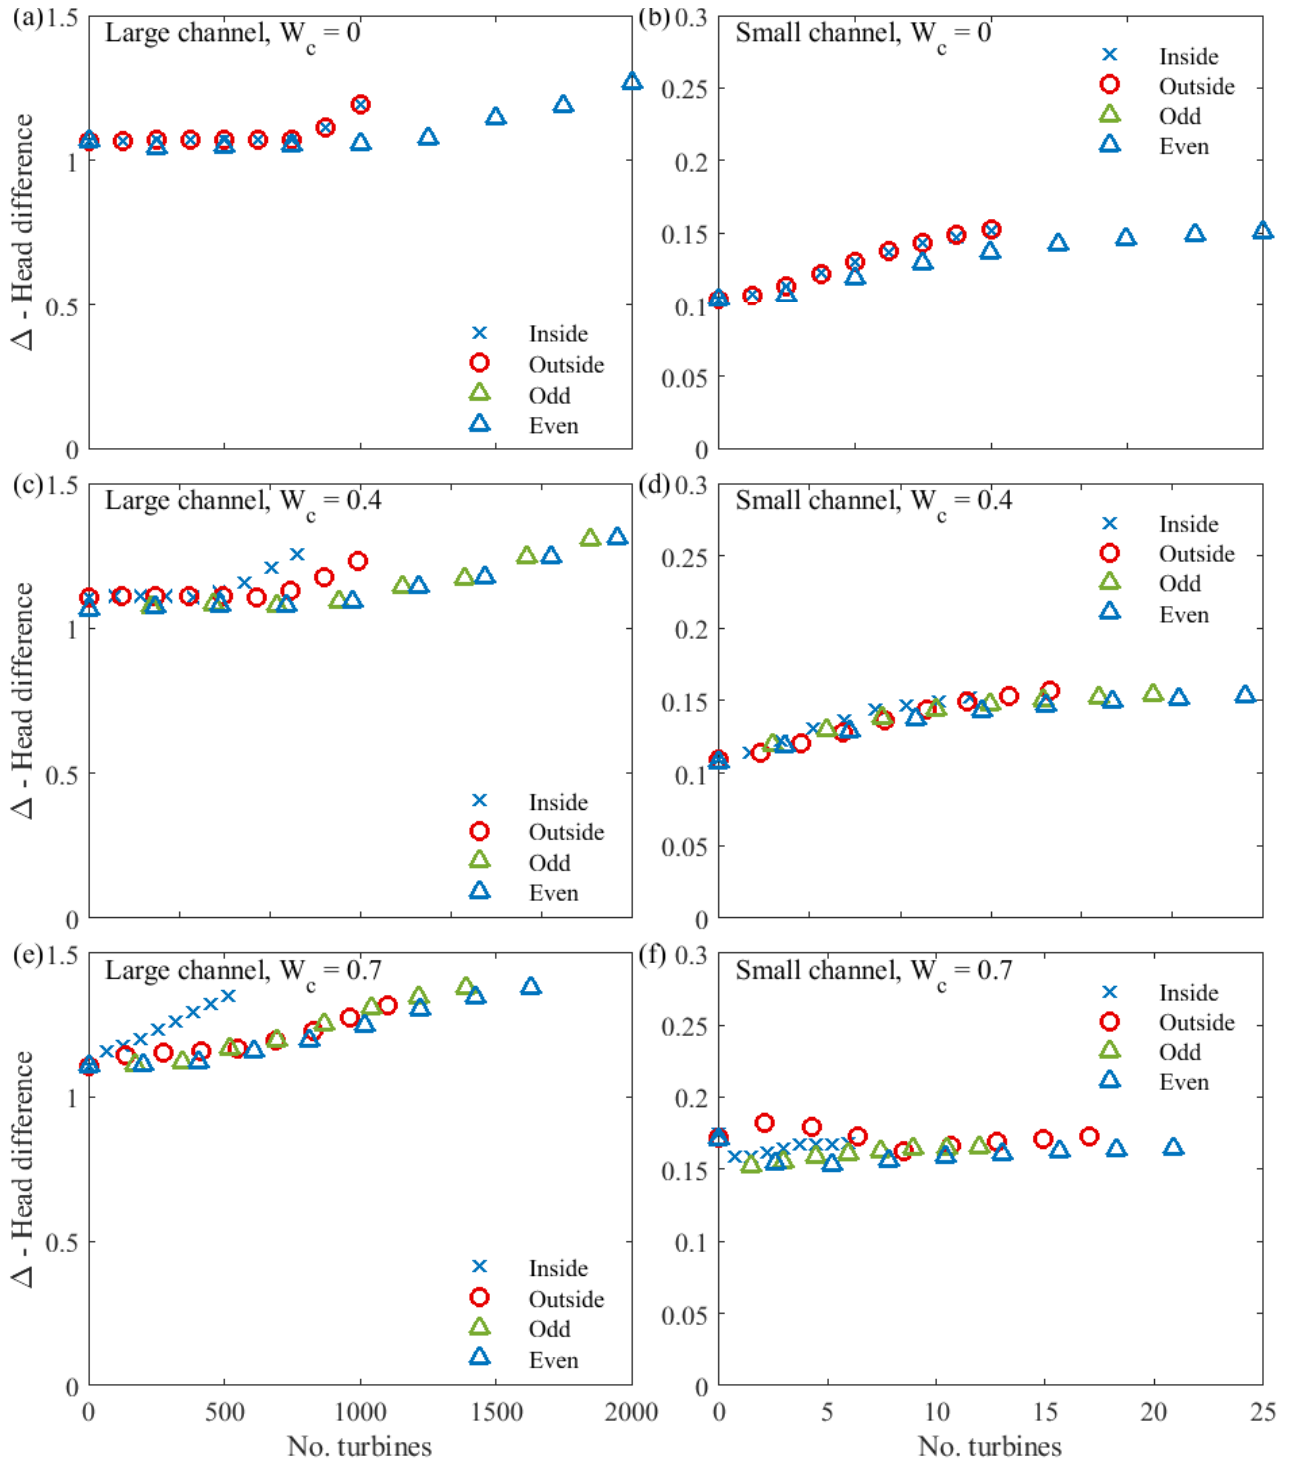 (a)
Large channel, W_c = 0
1.5
1
0.5
0
Δ - Head difference
Inside
Outside
Odd
Even
(b)
Small channel, W_c = 0
0.3
0.25
0.2
0.15
0.1
0.05
0
Inside
Outside
Odd
Even
(c)
Large channel, W_c = 0.4
1.5
1
0.5
0
Δ - Head difference
Inside
Outside
Odd
Even
(d)
Small channel, W_c = 0.4
0.3
0.25
0.2
0.15
0.1
0.05
0
Inside
Outside
Odd
Even
(e)
Large channel, W_c = 0.7
1.5
1
0.5
0
Δ - Head difference
Inside
Outside
Odd
Even
0 500 1000 1500 2000
No. turbines
(f)
Small channel, W_c = 0.7
0.3
0.25
0.2
0.15
0.1
0.05
0
Inside
Outside
Odd
Even
0 5 10 15 20 25
No. turbines